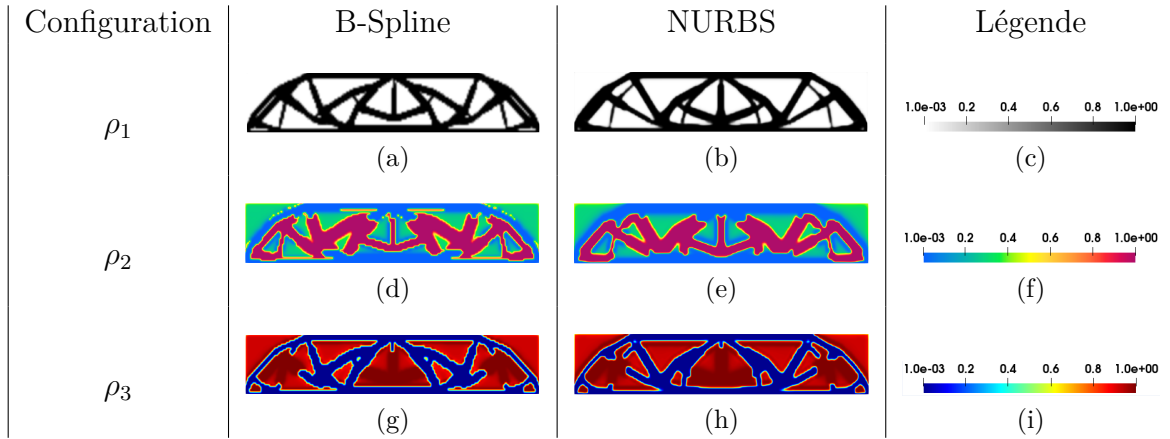 Configuration B-Spline NURBS Légende
ρ1
1.0e-03 0.2 0.4 0.6 0.8 1.0e+00
(a) (b) (c)
ρ2
1.0e-03 0.2 0.4 0.6 0.8 1.0e+00
(d) (e) (f)
ρ3
1.0e-03 0.2 0.4 0.6 0.8 1.0e+00
(g) (h) (i)